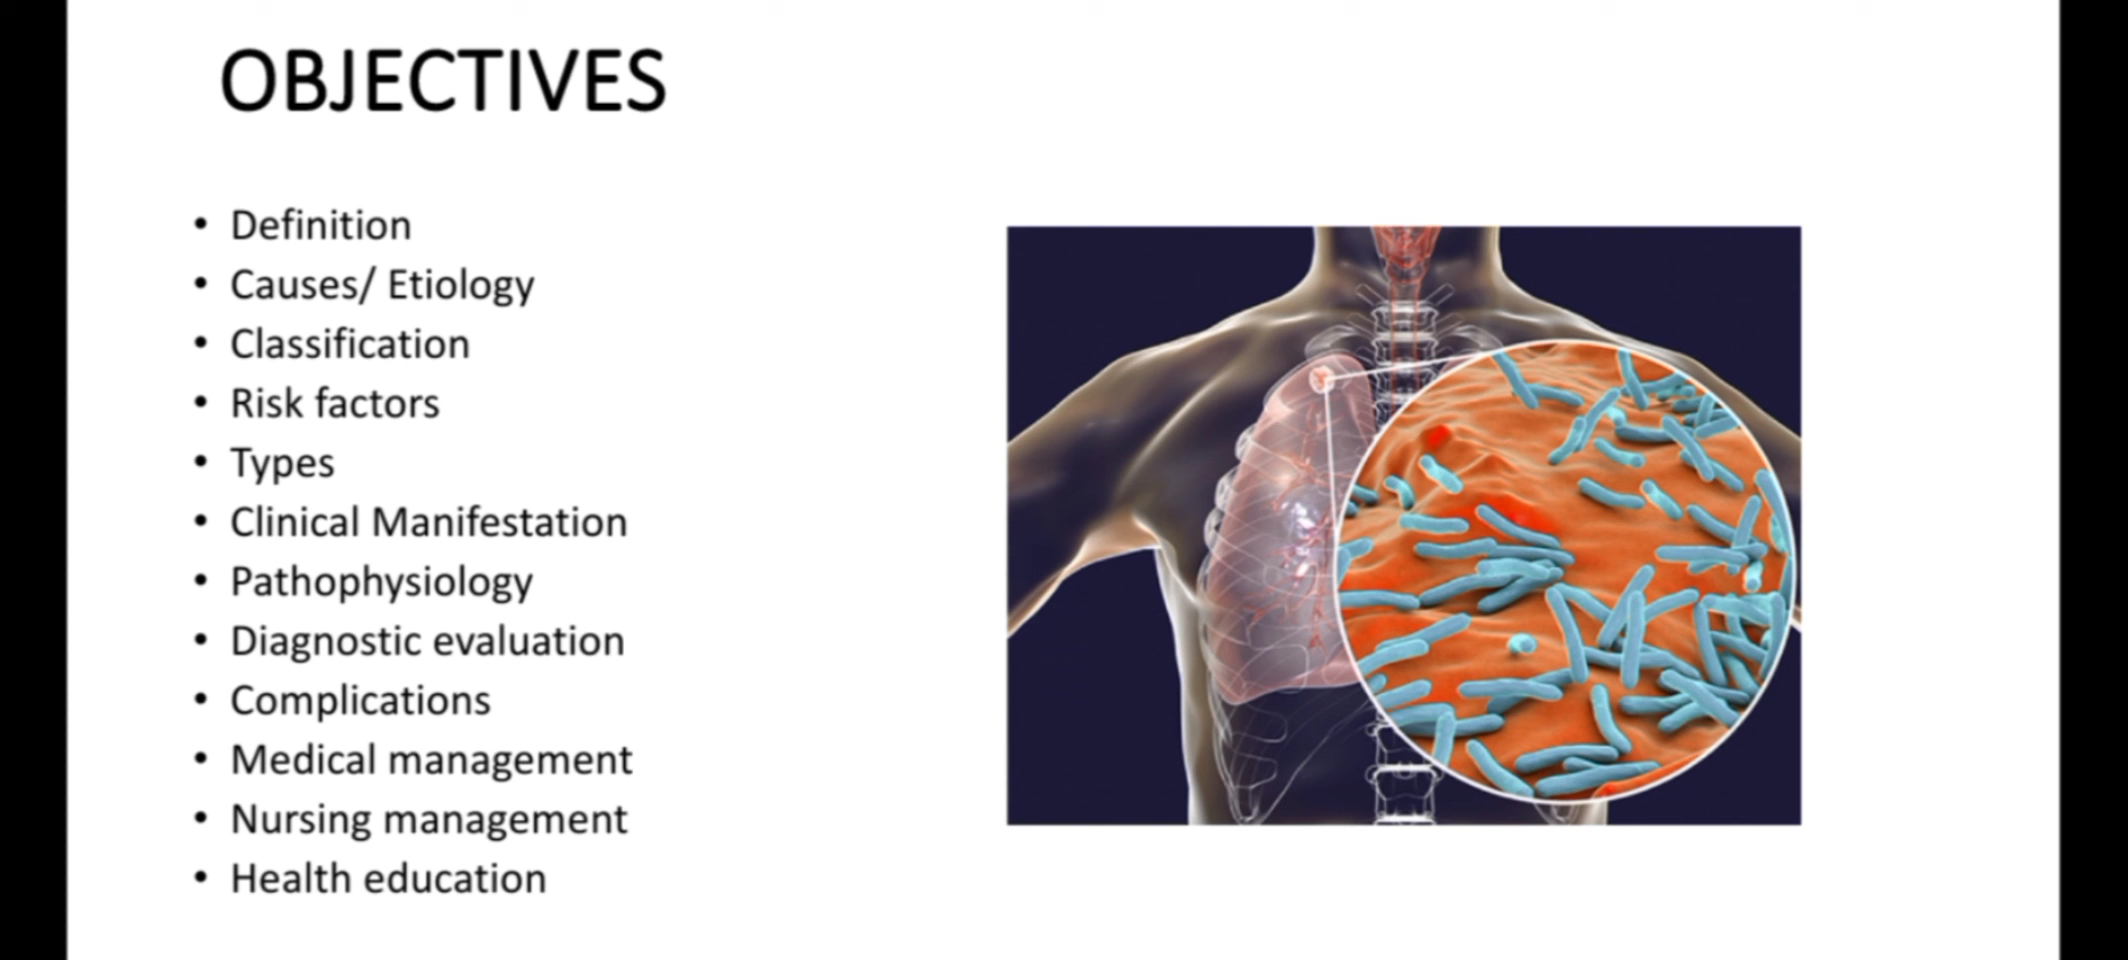 OBJECTIVES
• Definition
• Causes/ Etiology
• Classification
• Risk factors
• Types
• Clinical Manifestation
• Pathophysiology
• Diagnostic evaluation
• Complications
• Medical management
• Nursing management
• Health education